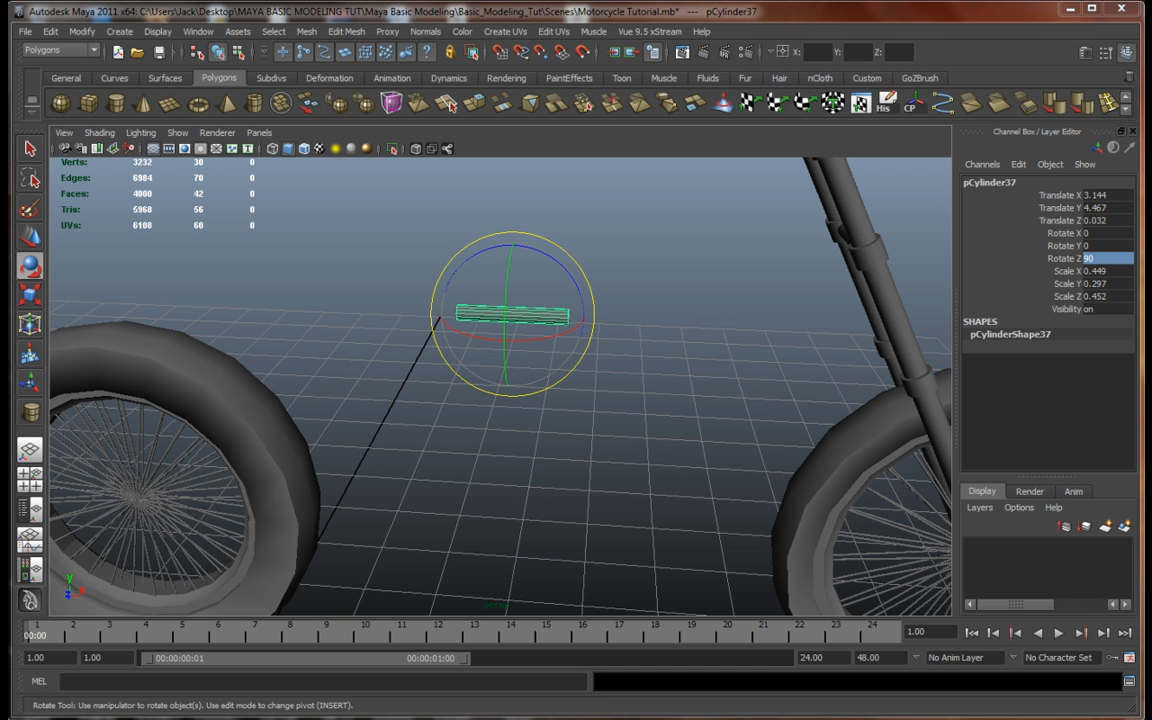 Autodesk Maya 2011 x64: C:\Users\Jack\Desktop\MAYA BASIC MODELING TUT\Maya Basic Modeling\Basic_Modeling_Tut\Scenes\Motorcycle Tutorial.mb* --- pCylinder37
File Edit Modify Create Display Window Assets Select Mesh Edit Mesh Proxy Normals Color Create UVs Edit UVs Muscle Vue 9.5 xStream Help
Polygons X: Y: Z:
General Curves Surfaces Polygons Subdivs Deformation Animation Dynamics Rendering PaintEffects Toon Muscle Fluids Fur Hair nCloth Custom GoZBrush
His CP
View Shading Lighting Show Renderer Panels
Channel Box / Layer Editor
Channels Edit Object Show
Verts: 3232 30 0
Edges: 6984 70 0
Faces: 4000 42 0
Tris: 5968 56 0
UVs: 6108 60 0
pCylinder37
Translate X 3.144
Translate Y 4.467
Translate Z 0.032
Rotate X 0
Rotate Y 0
Rotate Z 90
Scale X 0.449
Scale Y 0.297
Scale Z 0.452
Visibility on
SHAPES
pCylinderShape37
Display Render Anim
Layers Options Help
y
z
persp
1 2 3 4 5 6 7 8 9 10 11 12 13 14 15 16 17 18 19 20 21 22 23 24
00:00
1.00
1.00 1.00 00:00:00:01 00:00:01:00 24.00 48.00 No Anim Layer No Character Set
MEL
Rotate Tool: Use manipulator to rotate object(s). Use edit mode to change pivot (INSERT).